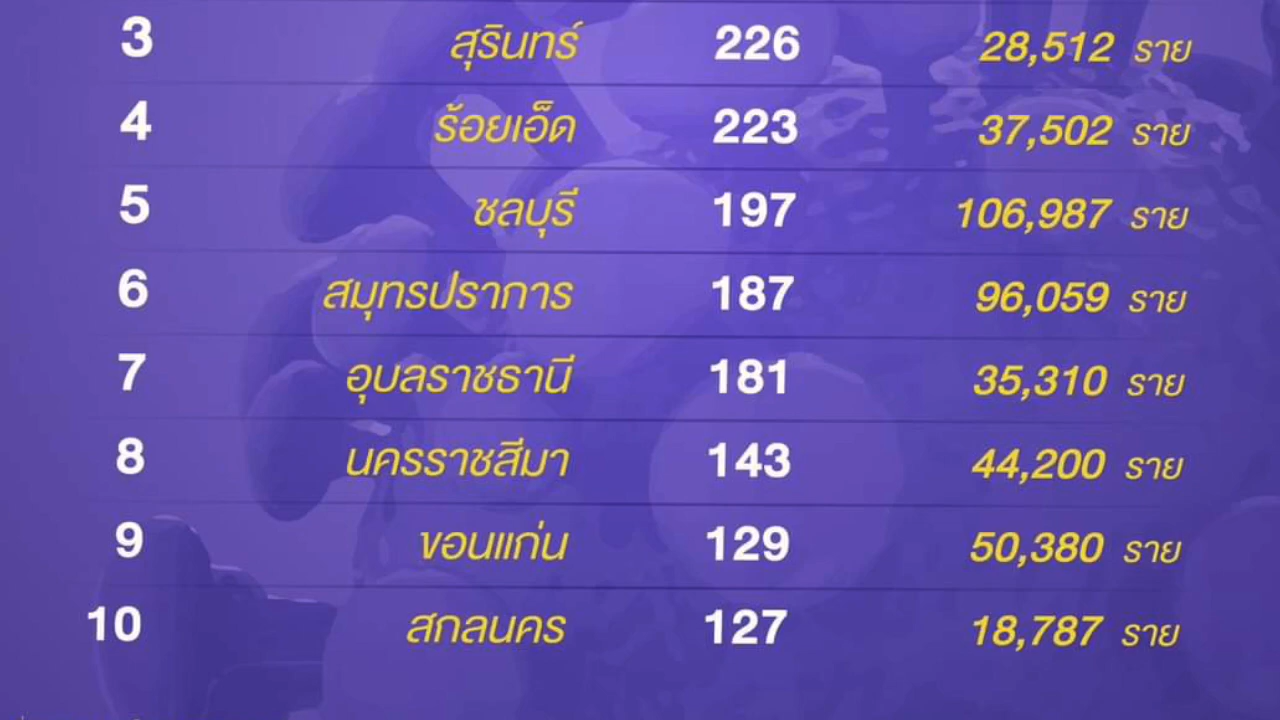 3 สุรินทร์ 226 28,512 ราย
4 ร้อยเอ็ด 223 37,502 ราย
5 ชลบุรี 197 106,987 ราย
6 สมุทรปราการ 187 96,059 ราย
7 อุบลราชธานี 181 35,310 ราย
8 นครราชสีมา 143 44,200 ราย
9 ขอนแก่น 129 50,380 ราย
10 สกลนคร 127 18,787 ราย